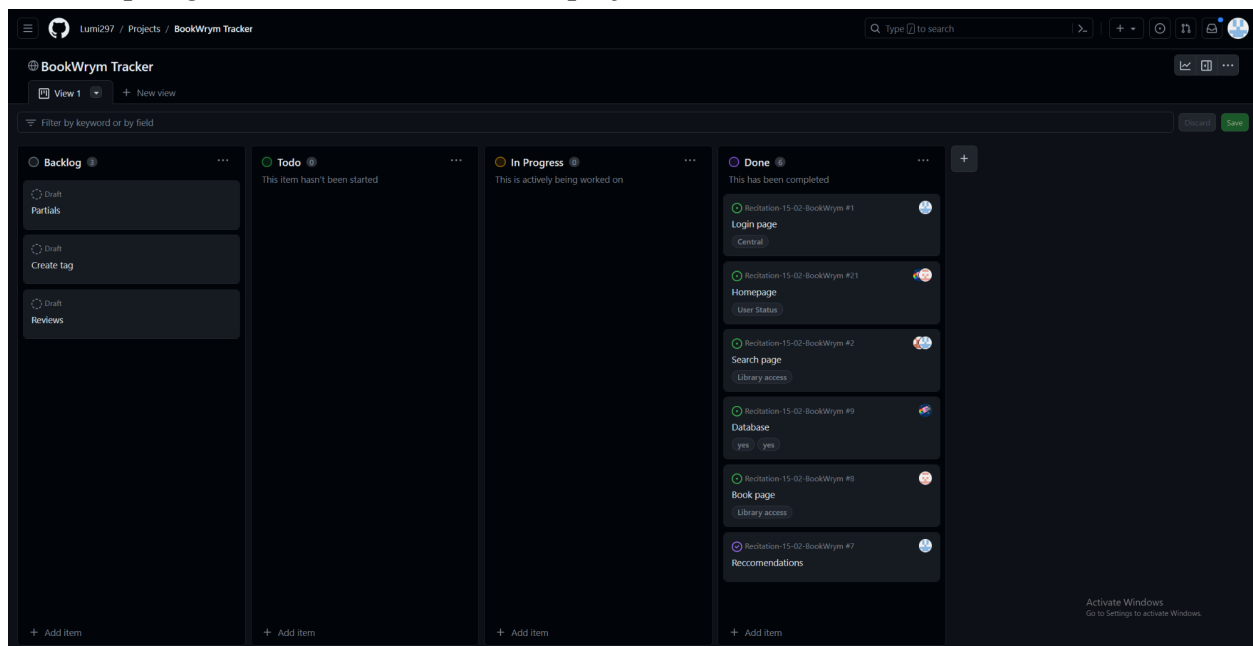 Lumi297 / Projects / BookWrym Tracker
Type / to search
BookWrym Tracker
View 1
+ New view
Filter by keyword or by field
Discard Save
Backlog 3
Draft
Partials
Draft
Create tag
Draft
Reviews
+ Add item
Todo 0
This item hasn't been started
+ Add item
In Progress 0
This is actively being worked on
+ Add item
Done 6
This has been completed
Recitation-15-02-BookWrym #1
Login page
Central
Recitation-15-02-BookWrym #21
Homepage
User Status
Recitation-15-02-BookWrym #2
Search page
Library access
Recitation-15-02-BookWrym #9
Database
yes yes
Recitation-15-02-BookWrym #8
Book page
Library access
Recitation-15-02-BookWrym #7
Reccomendations
+ Add item
Activate Windows
Go to Settings to activate Windows.